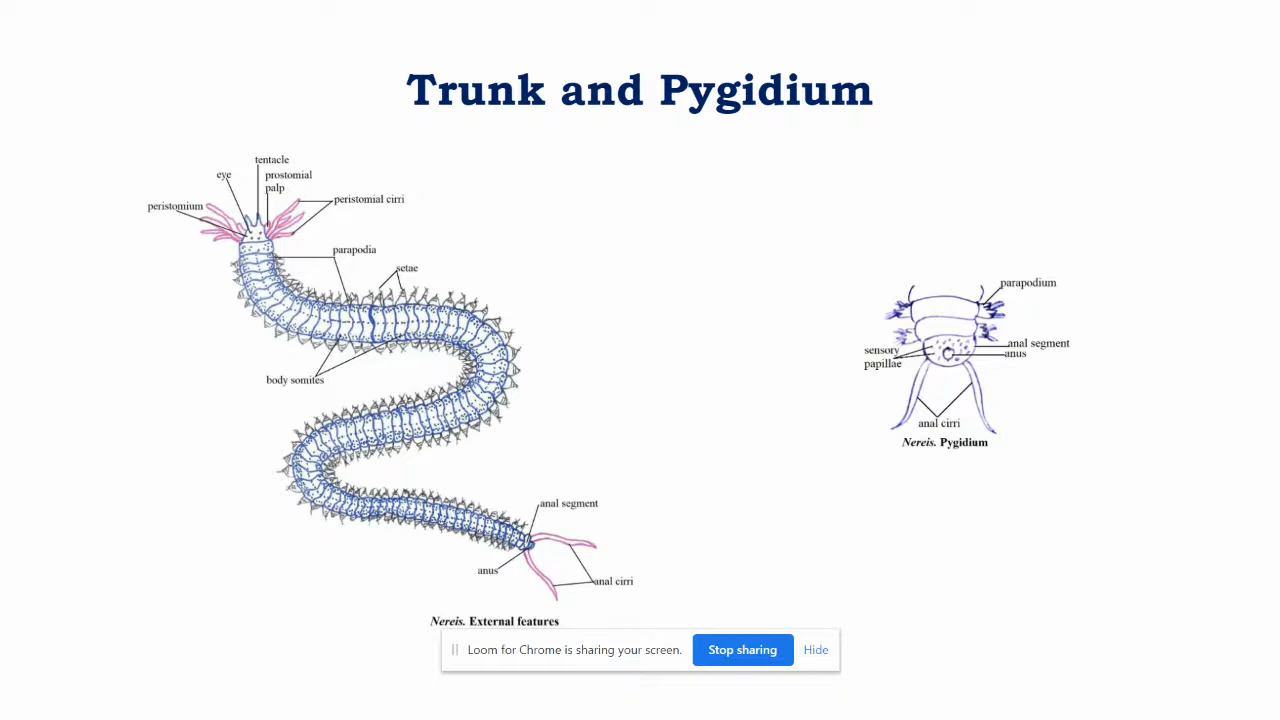 Trunk and Pygidium
tentacle
eye
prostomial
palp
peristomium
peristomial cirri
parapodia
setae
body somites
anal segment
anus
anal cirri
Nereis. External features
parapodium
sensory
papillae
anal segment
anus
anal cirri
Nereis. Pygidium
Loom for Chrome is sharing your screen.
Stop sharing
Hide